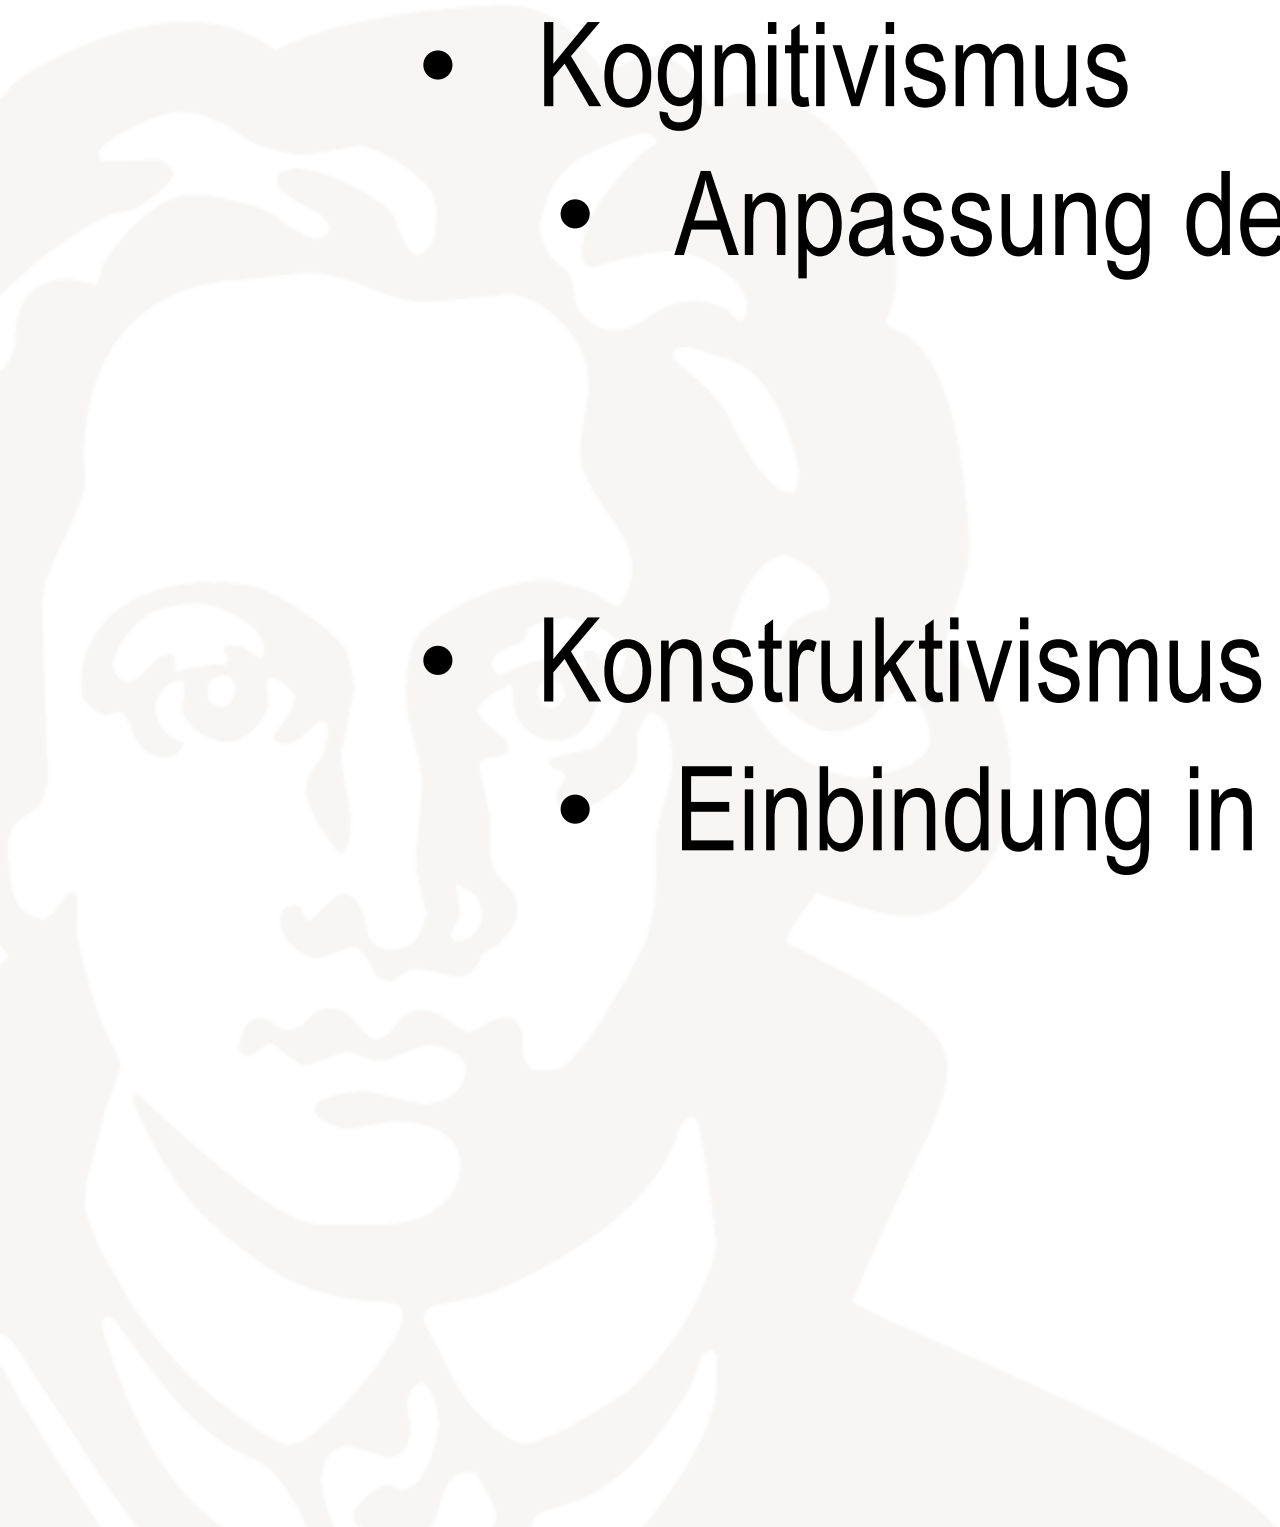 • Kognitivismus
• Anpassung de
• Konstruktivismus
• Einbindung in